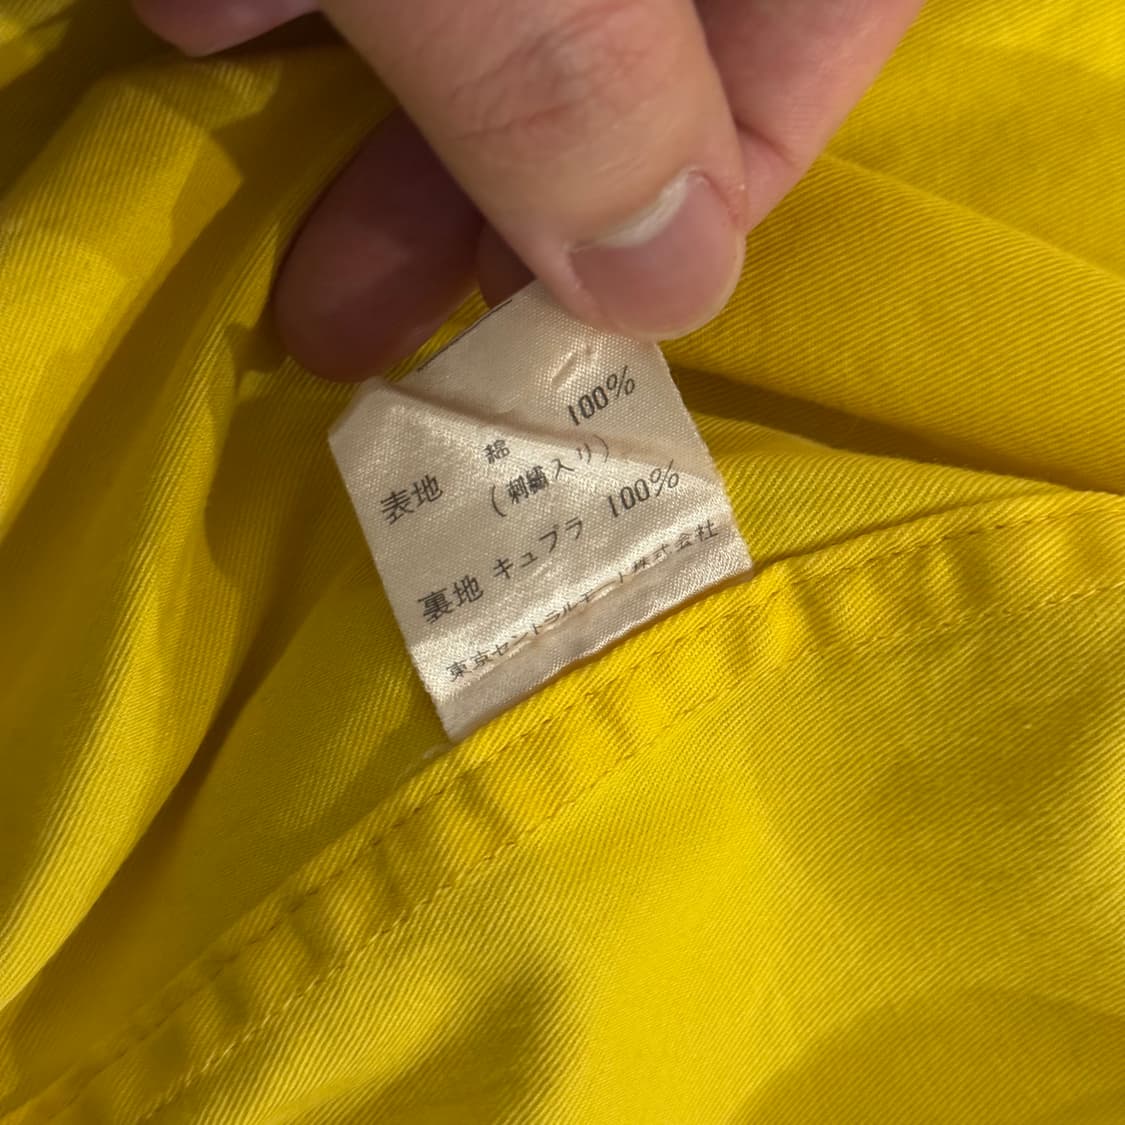 表地 綿 100%
(刺繍入リ)
裏地 キュプラ 100%
東京セントラルモード株式会社